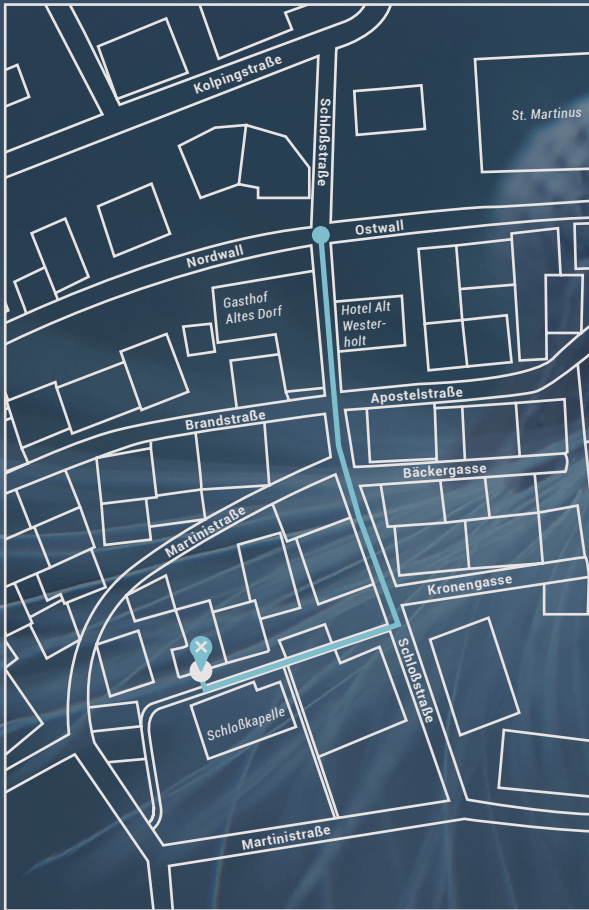 Kolpingstraße
Schloßstraße
St. Martinus
Ostwall
Nordwall
Gasthof
Altes Dorf
Hotel Alt
Wester-
holt
Apostelstraße
Brandstraße
Bäckergasse
Martinistraße
Kronengasse
Schloßstraße
Schloßkapelle
Martinistraße